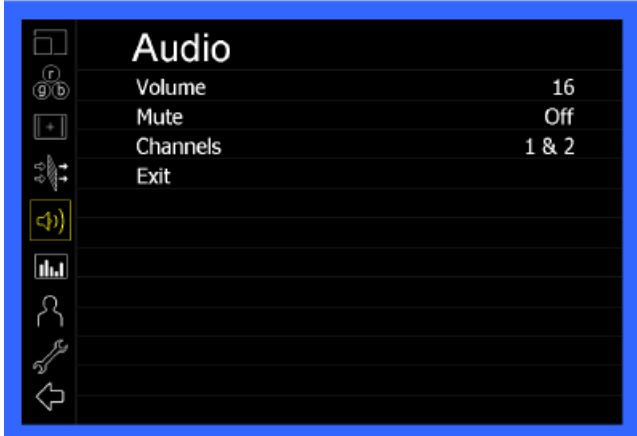 Audio
Volume 16
Mute Off
Channels 1 & 2
Exit
r
g b